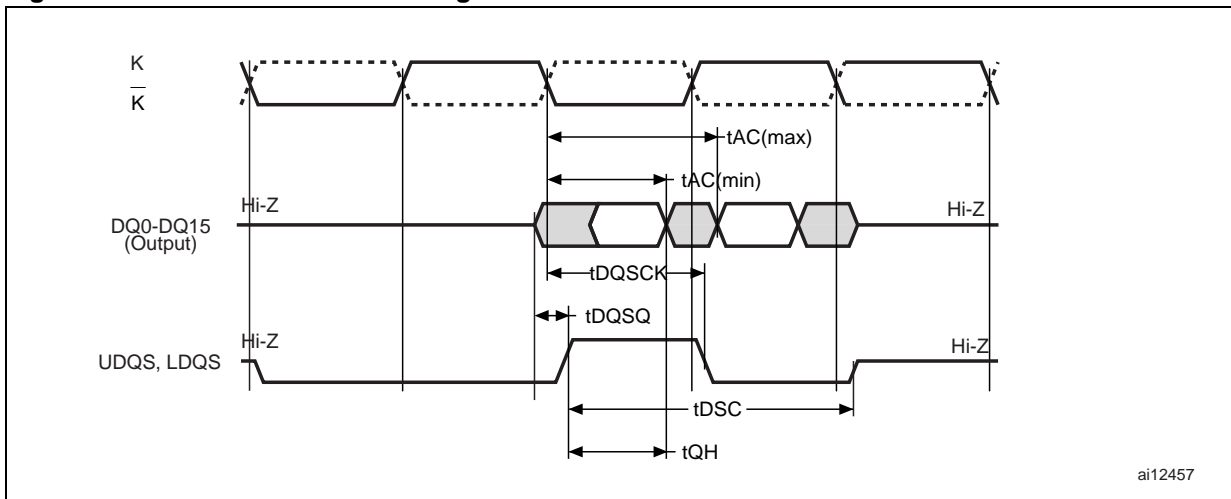 K
K
tAC(max)
tAC(min)
Hi-Z
Hi-Z
DQ0-DQ15
(Output)
tDQSCK
tDQSQ
Hi-Z
Hi-Z
UDQS, LDQS
tDSC
tQH
ai12457